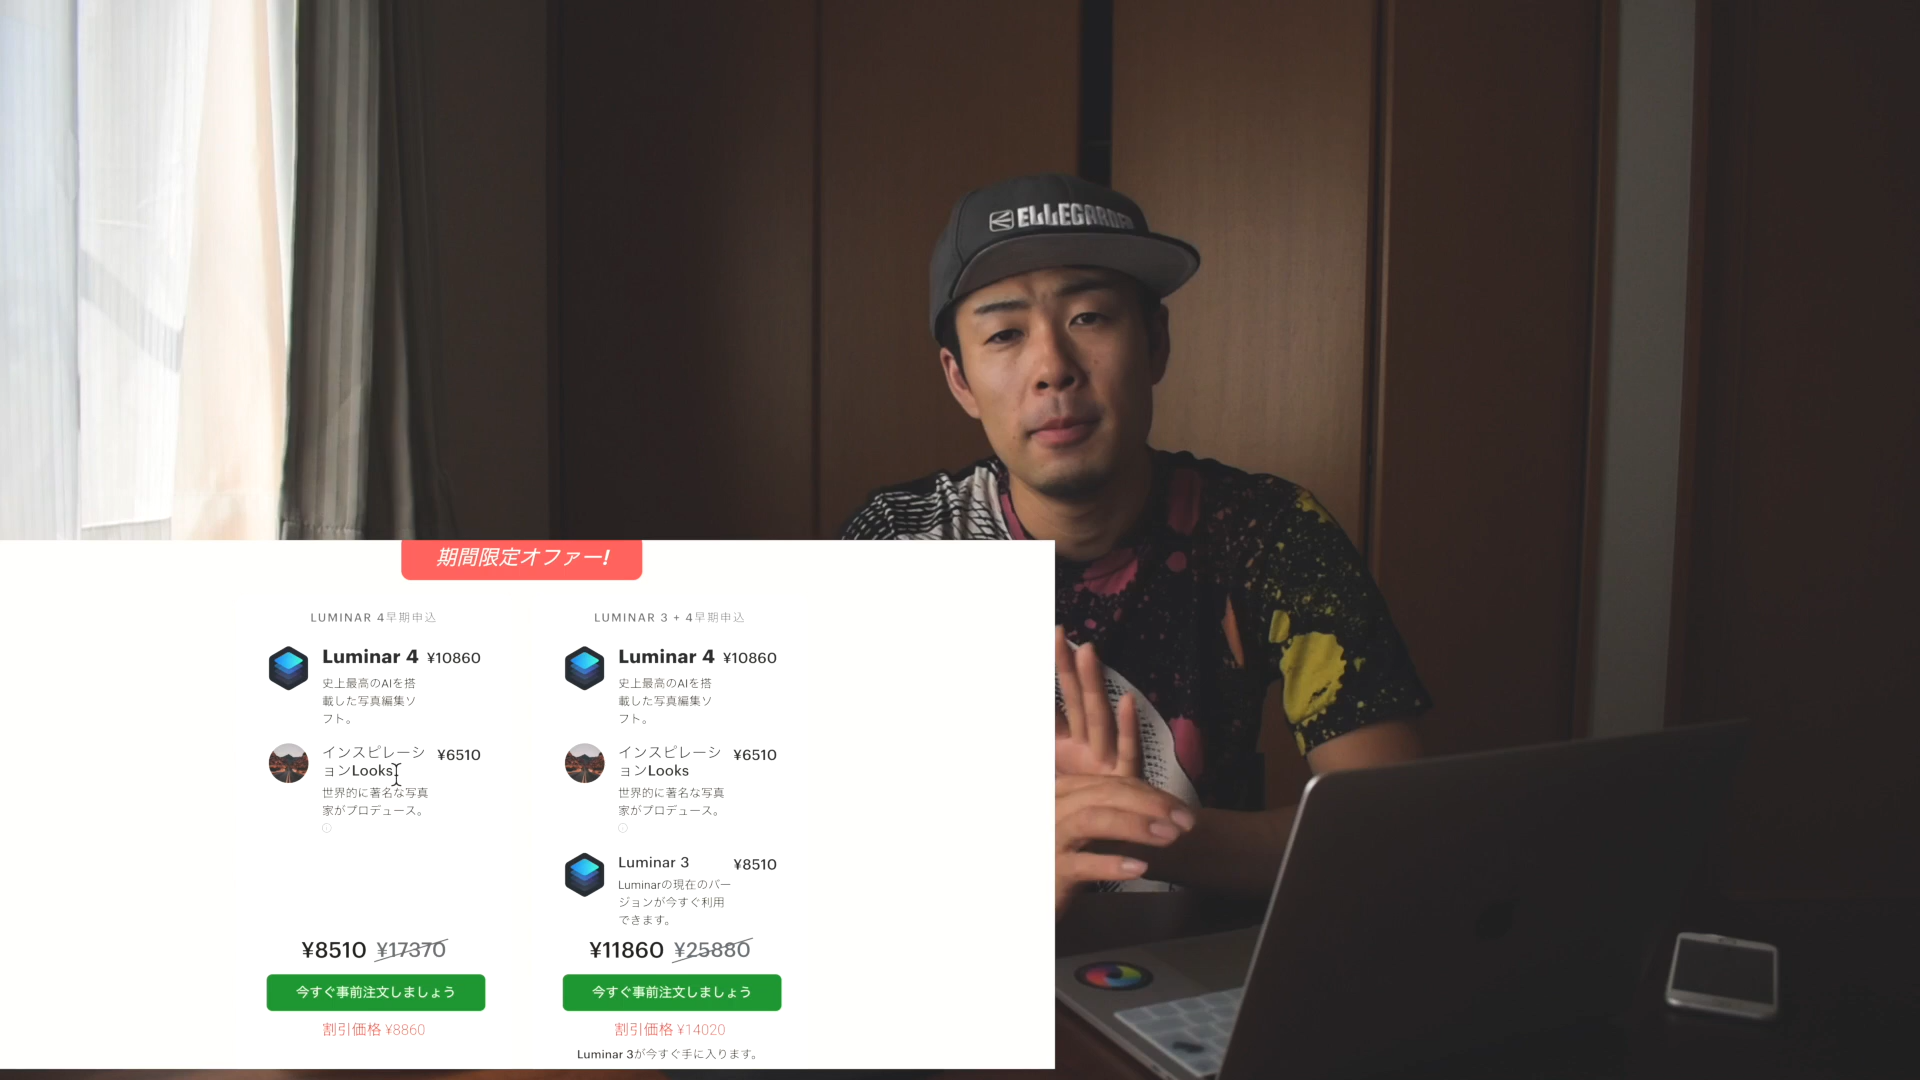 ELLEGARDEN
期間限定オファー!
LUMINAR 4早期申込
Luminar 4 ¥10860
史上最高のAIを搭
載した写真編集ソ
フト。
インスピレーシ ¥6510
ョンLooks
世界的に著名な写真
家がプロデュース。
¥8510 ¥17370
今すぐ事前注文しましょう
割引価格 ¥8860
LUMINAR 3 + 4早期申込
Luminar 4 ¥10860
史上最高のAIを搭
載した写真編集ソ
フト。
インスピレーシ ¥6510
ョンLooks
世界的に著名な写真
家がプロデュース。
Luminar 3 ¥8510
Luminarの現在のバー
ジョンが今すぐ利用
できます。
¥11860 ¥25880
今すぐ事前注文しましょう
割引価格 ¥14020
Luminar 3が今すぐ手に入ります。